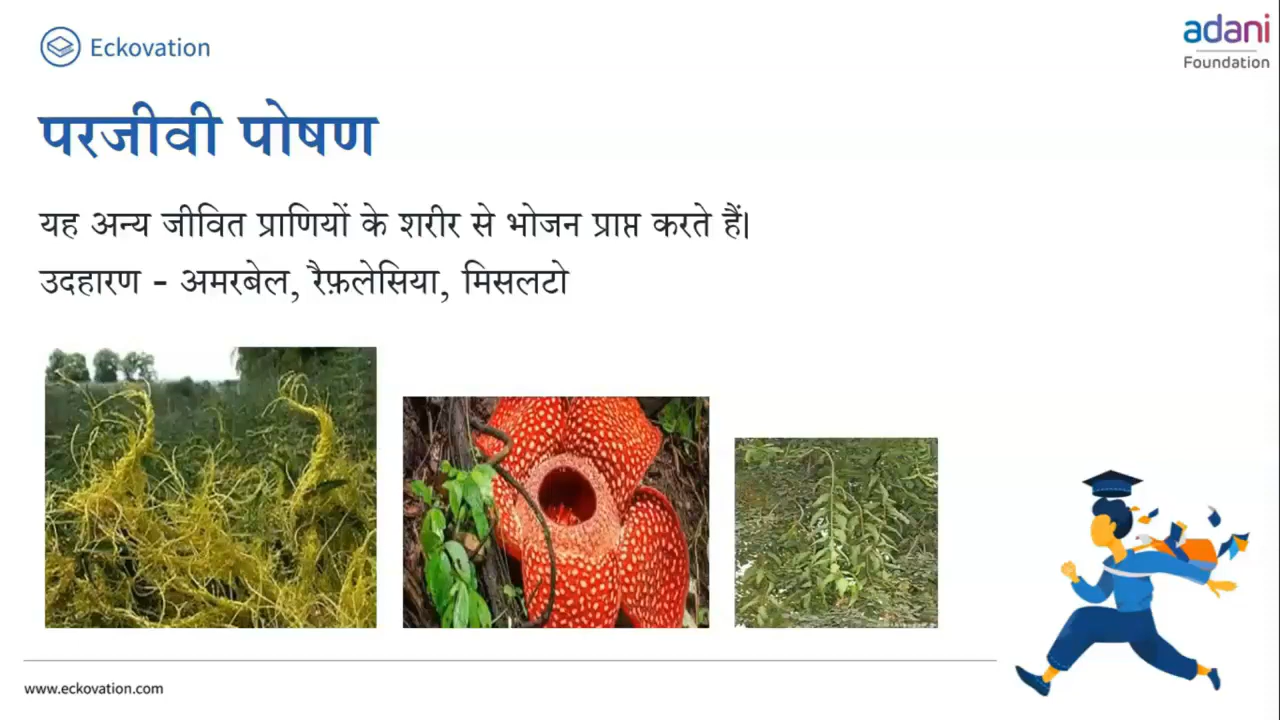 Eckovation
adani
Foundation
परजीवी पोषण
यह अन्य जीवित प्राणियों के शरीर से भोजन प्राप्त करते हैं।
उदहारण - अमरबेल, रैफ़लेसिया, मिसलटो
www.eckovation.com